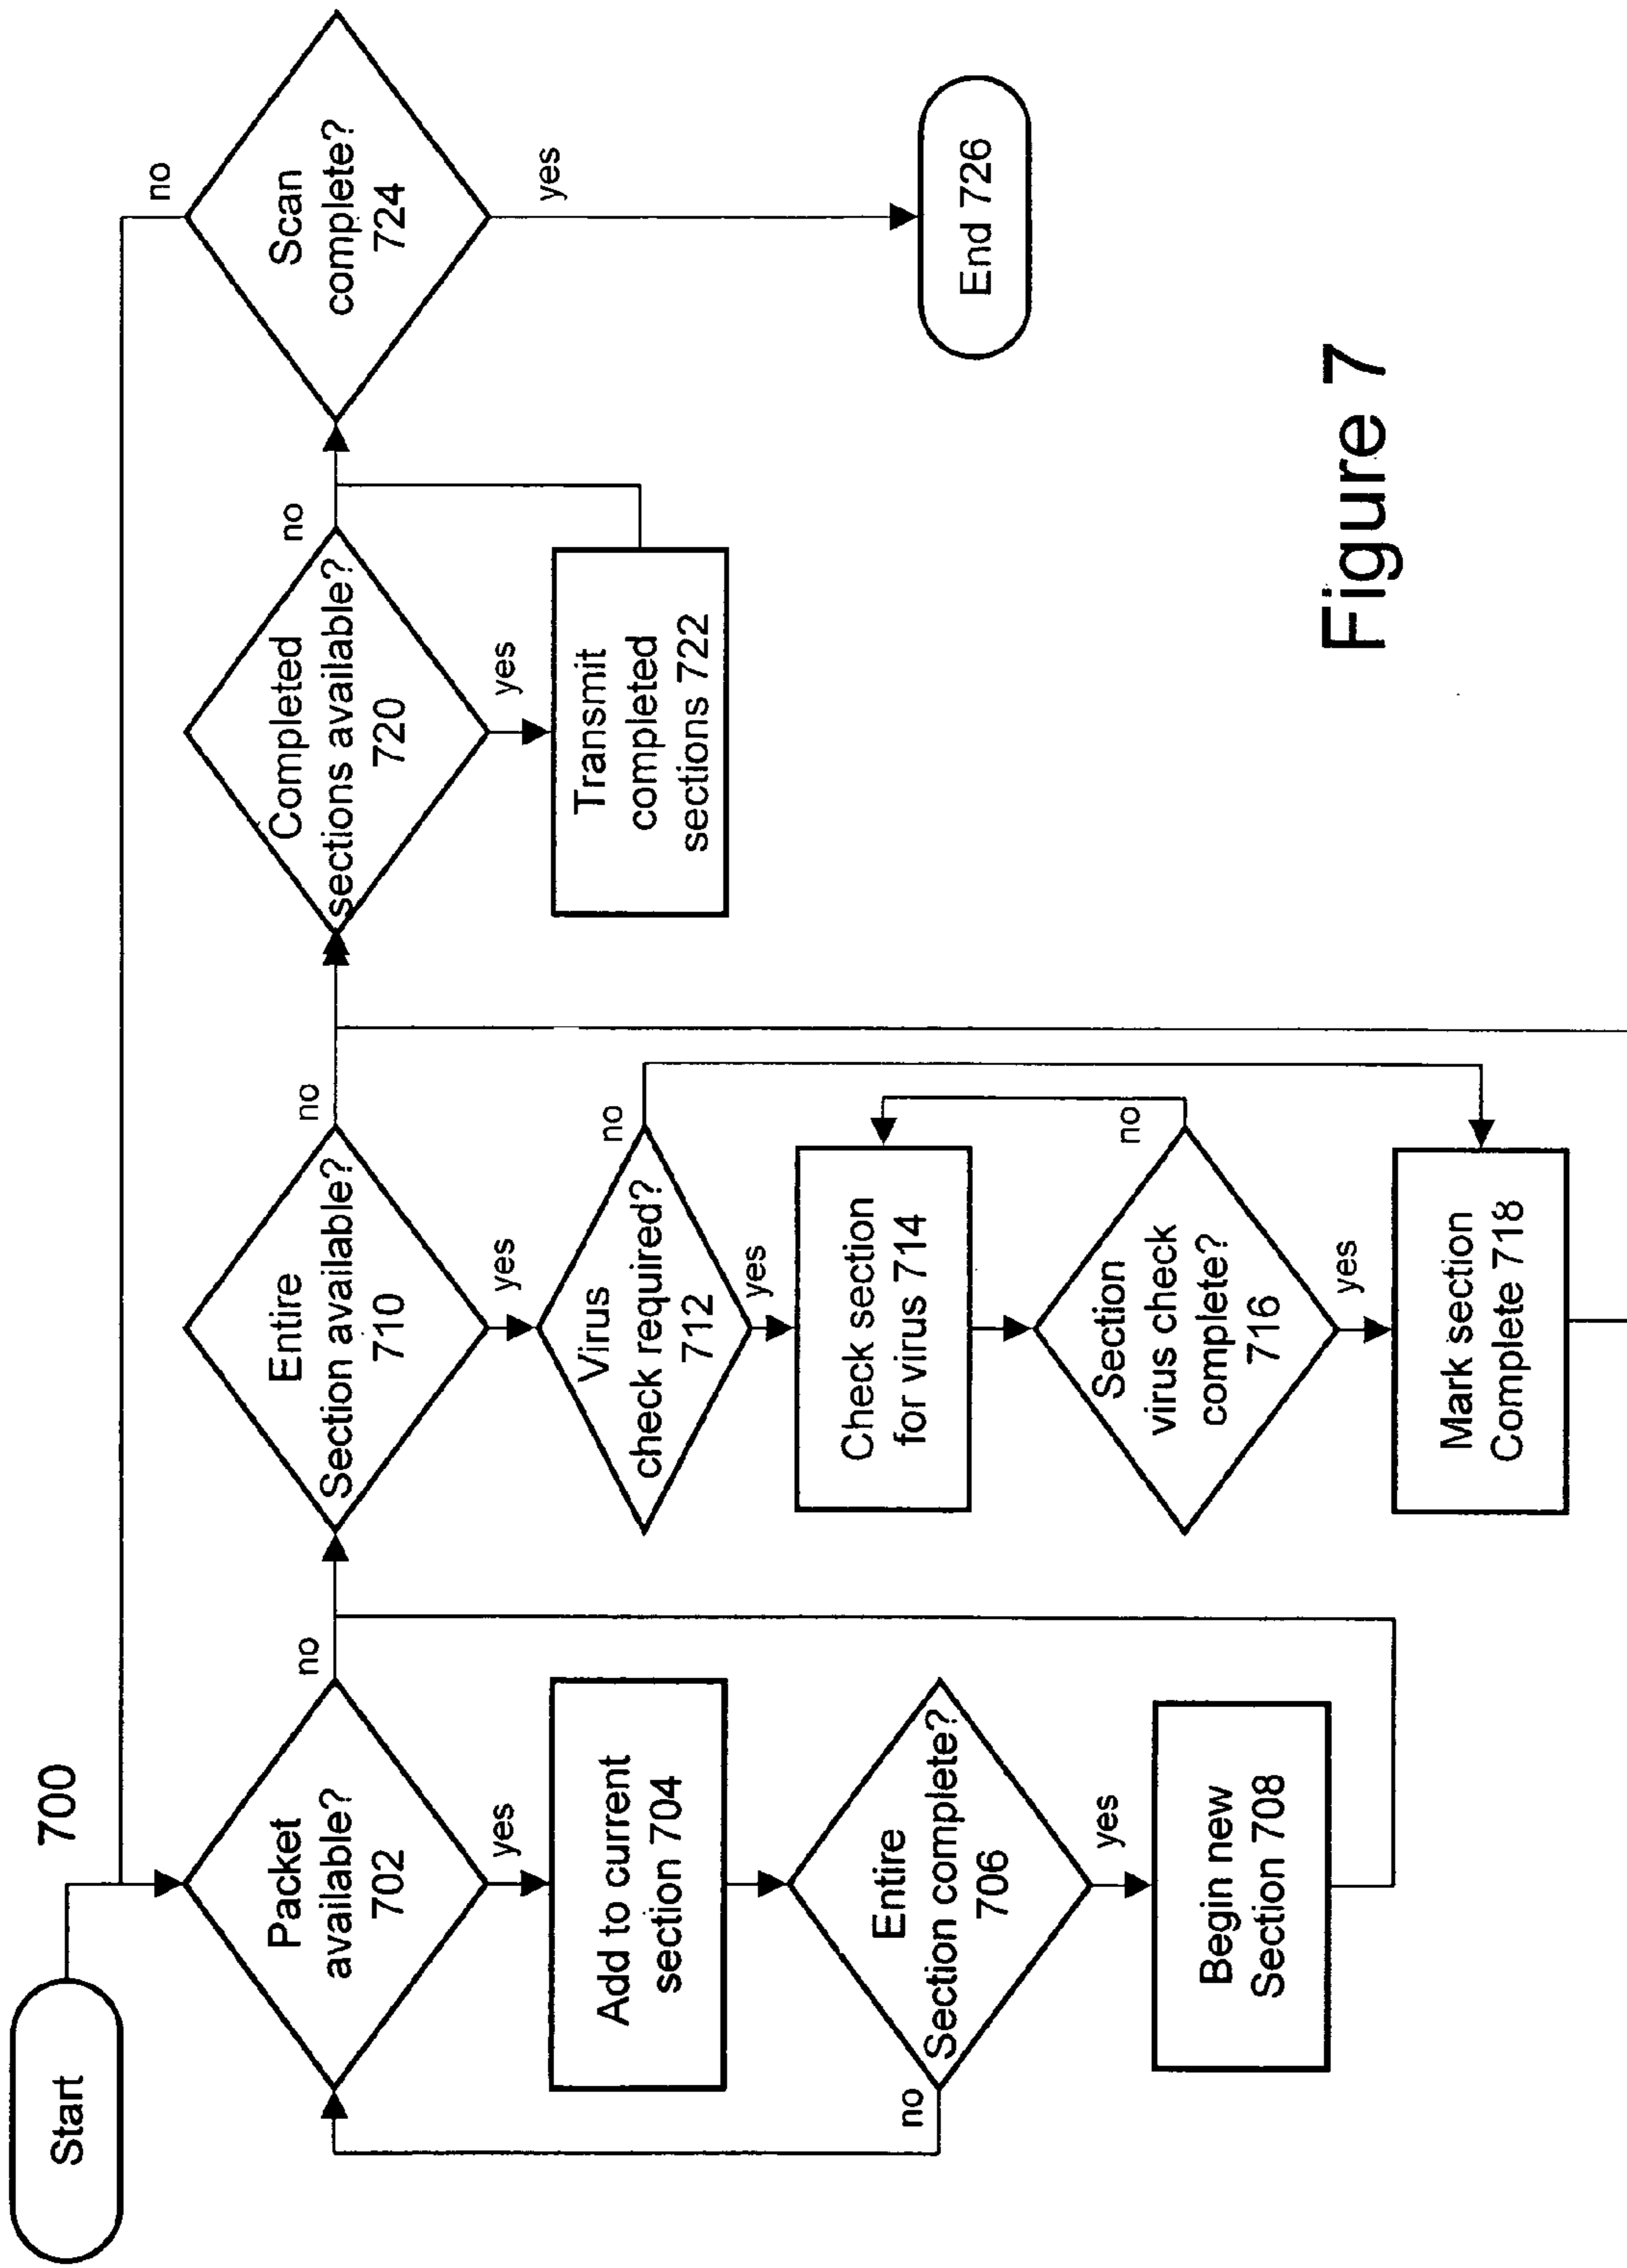 Start
700
Packet
available?
702
no
yes
Add to current
section 704
Entire
Section complete?
706
no
yes
Begin new
Section 708
Entire
Section available?
710
no
yes
Virus
check required?
712
no
yes
Check section
for virus 714
Section
virus check
complete?
716
no
yes
Mark section
Complete 718
Completed
sections available?
720
no
yes
Transmit
completed
sections 722
Scan
complete?
724
no
yes
End 726
Figure 7